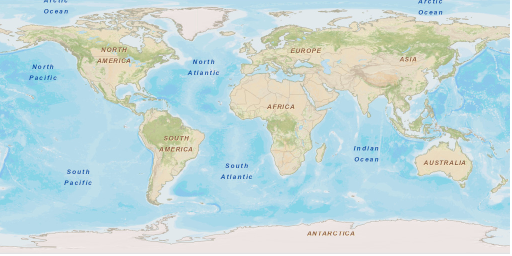 Arctic
Ocean
Arctic
Ocean
NORTH
AMERICA
EUROPE
ASIA
North
Pacific
North
Atlantic
AFRICA
SOUTH
AMERICA
Indian
Ocean
AUSTRALIA
South
Pacific
South
Atlantic
ANTARCTICA